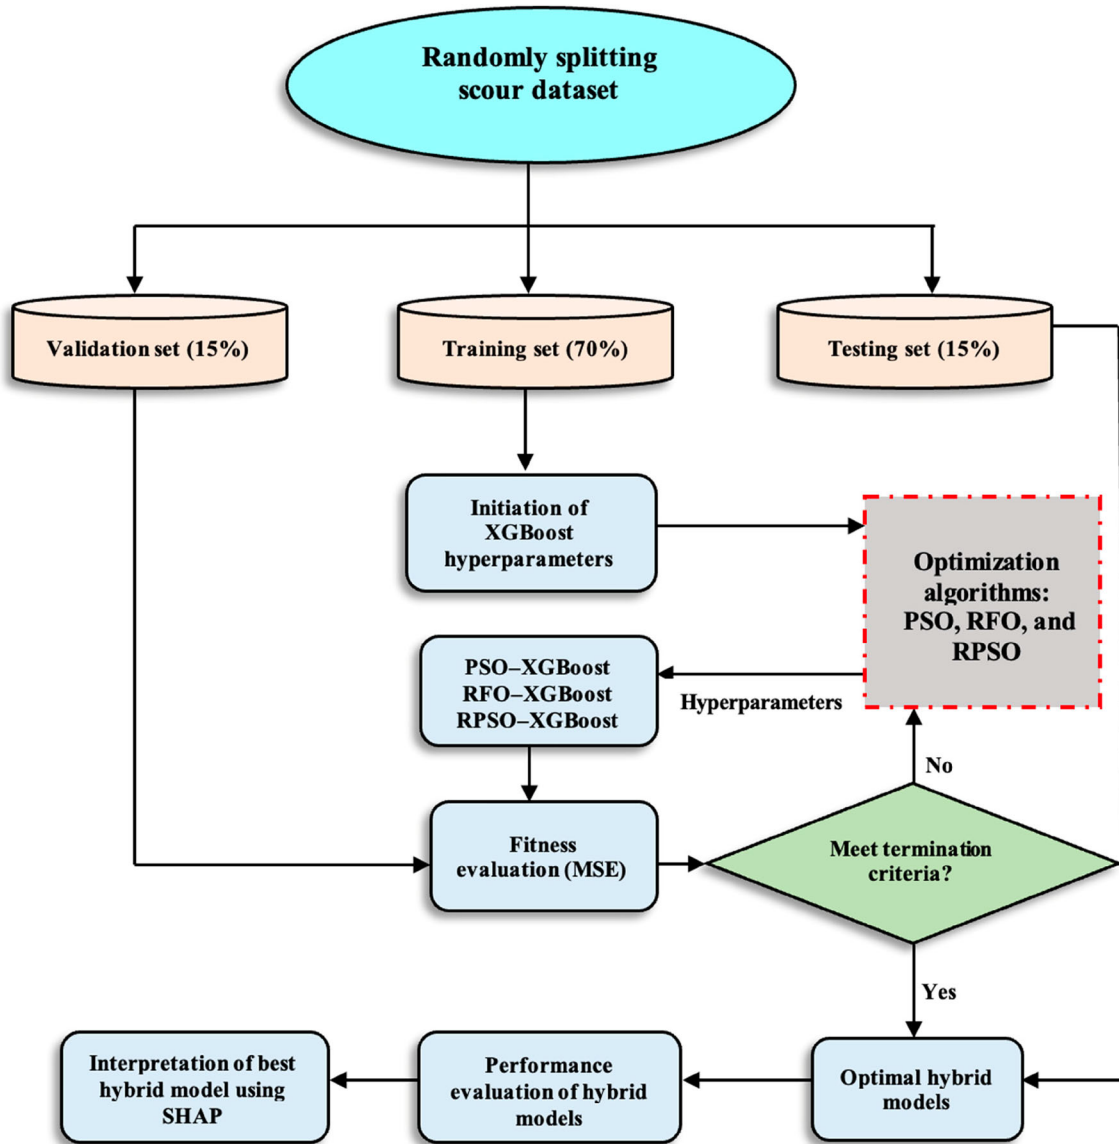 Randomly splitting
scour dataset
Validation set (15%)
Training set (70%)
Testing set (15%)
Initiation of
XGBoost
hyperparameters
Optimization
algorithms:
PSO, RFO, and
RPSO
PSO–XGBoost
RFO–XGBoost
RPSO–XGBoost
Hyperparameters
No
Fitness
evaluation (MSE)
Meet termination
criteria?
Yes
Interpretation of best
hybrid model using
SHAP
Performance
evaluation of hybrid
models
Optimal hybrid
models